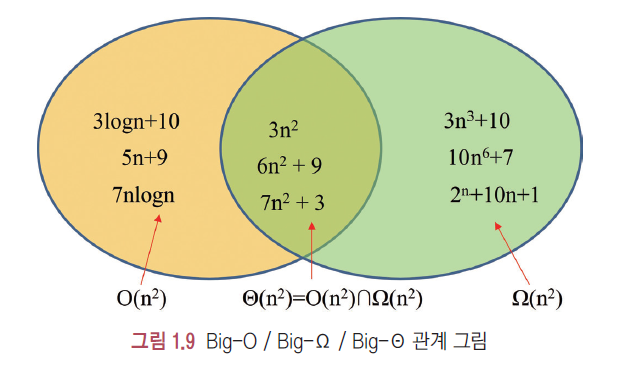 3logn+10
5n+9
7nlogn
3n²
6n² + 9
7n² + 3
3n³+10
10n⁶+7
2ⁿ+10n+1
O(n²)
Θ(n²)=O(n²)∩Ω(n²)
Ω(n²)
그림 1.9 Big-O / Big-Ω / Big-Θ 관계 그림